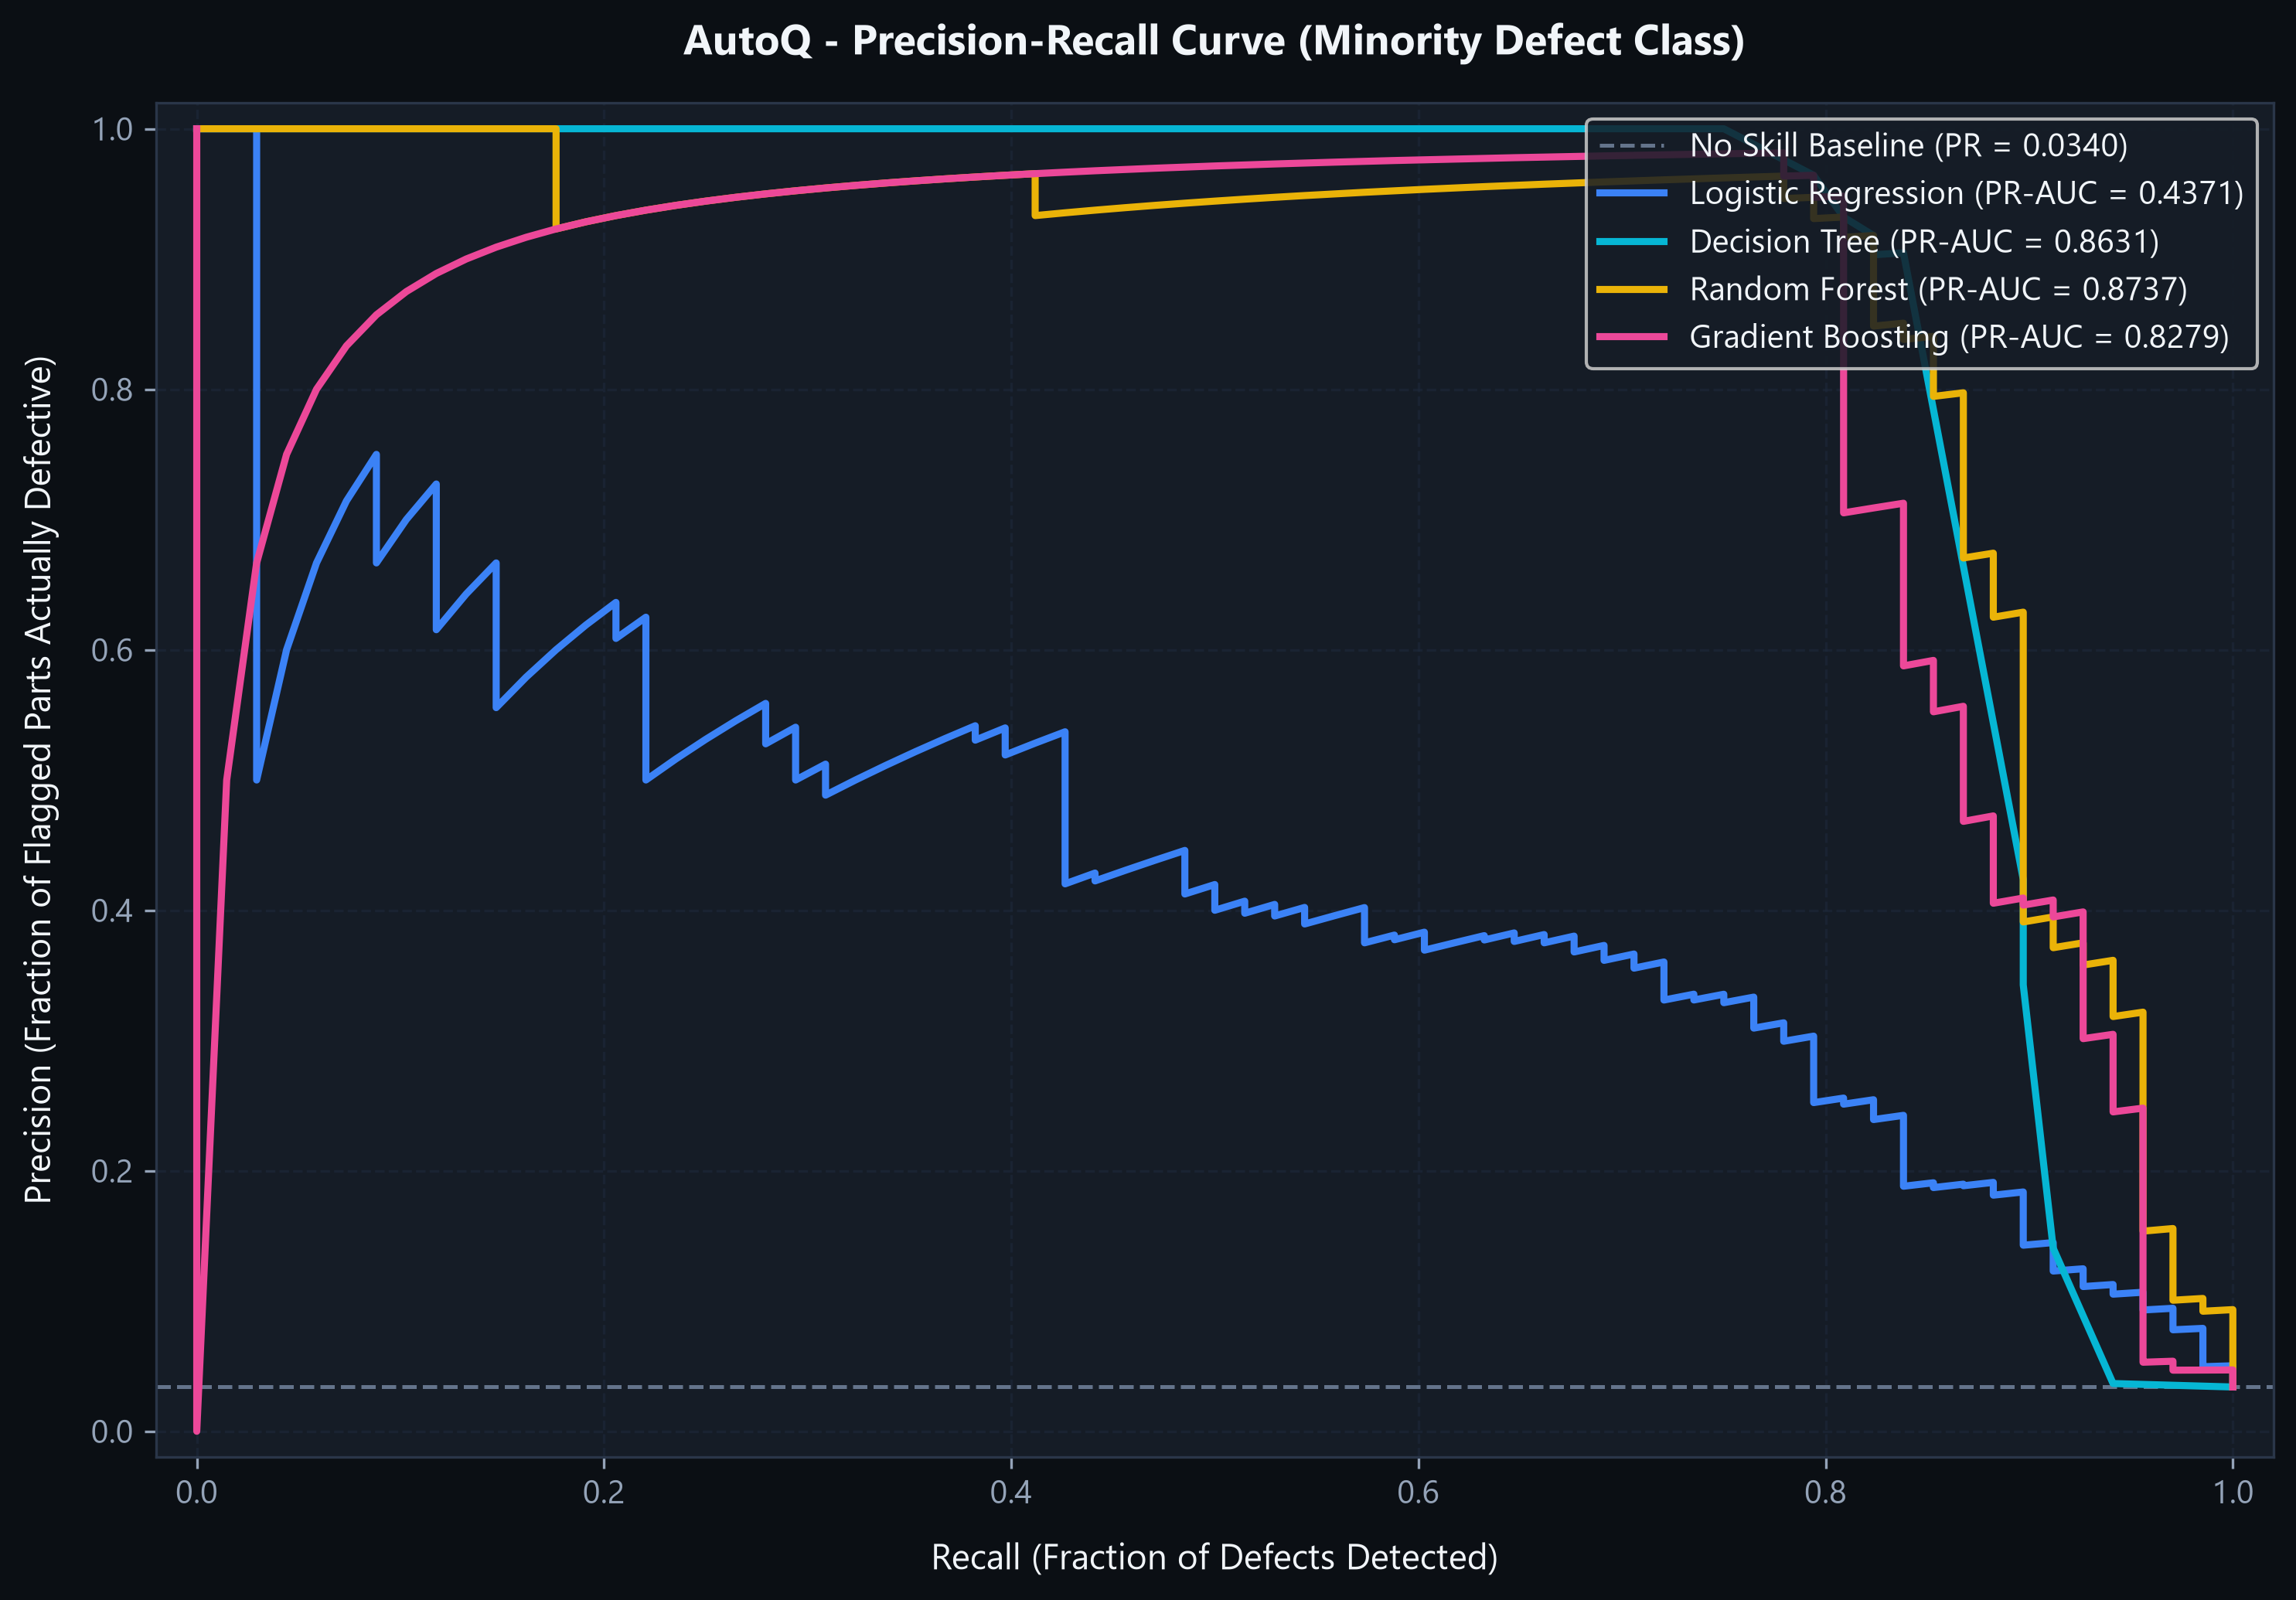 AutoQ - Precision-Recall Curve (Minority Defect Class)
No Skill Baseline (PR = 0.0340)
Logistic Regression (PR-AUC = 0.4371)
Decision Tree (PR-AUC = 0.8631)
Random Forest (PR-AUC = 0.8737)
Gradient Boosting (PR-AUC = 0.8279)
Precision (Fraction of Flagged Parts Actually Defective)
1.0
0.8
0.6
0.4
0.2
0.0
0.0
0.2
0.4
0.6
0.8
1.0
Recall (Fraction of Defects Detected)